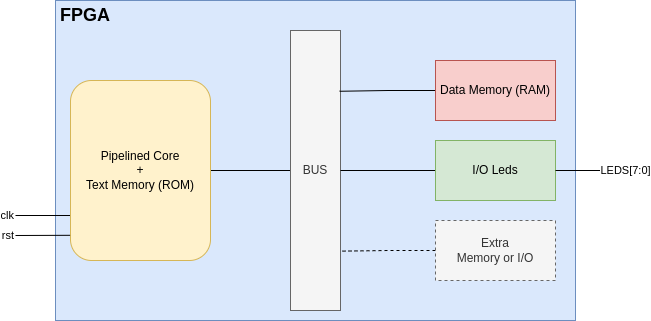 FPGA
Pipelined Core
+
Text Memory (ROM)
clk
rst
BUS
Data Memory (RAM)
I/O Leds
LEDS[7:0]
Extra
Memory or I/O